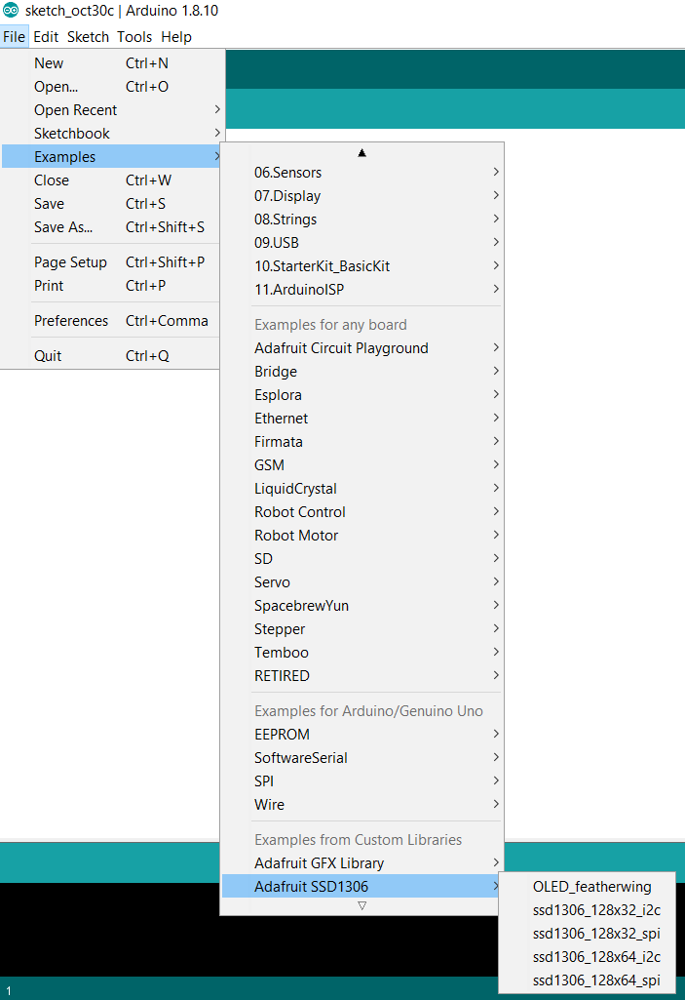 sketch_oct30c | Arduino 1.8.10
File Edit Sketch Tools Help
New Ctrl+N
Open... Ctrl+O
Open Recent
Sketchbook
Examples
Close Ctrl+W
Save Ctrl+S
Save As... Ctrl+Shift+S
Page Setup Ctrl+Shift+P
Print Ctrl+P
Preferences Ctrl+Comma
Quit Ctrl+Q
06.Sensors
07.Display
08.Strings
09.USB
10.StarterKit_BasicKit
11.ArduinoISP
Examples for any board
Adafruit Circuit Playground
Bridge
Esplora
Ethernet
Firmata
GSM
LiquidCrystal
Robot Control
Robot Motor
SD
Servo
SpacebrewYun
Stepper
Temboo
RETIRED
Examples for Arduino/Genuino Uno
EEPROM
SoftwareSerial
SPI
Wire
Examples from Custom Libraries
Adafruit GFX Library
Adafruit SSD1306
OLED_featherwing
ssd1306_128x32_i2c
ssd1306_128x32_spi
ssd1306_128x64_i2c
ssd1306_128x64_spi
1